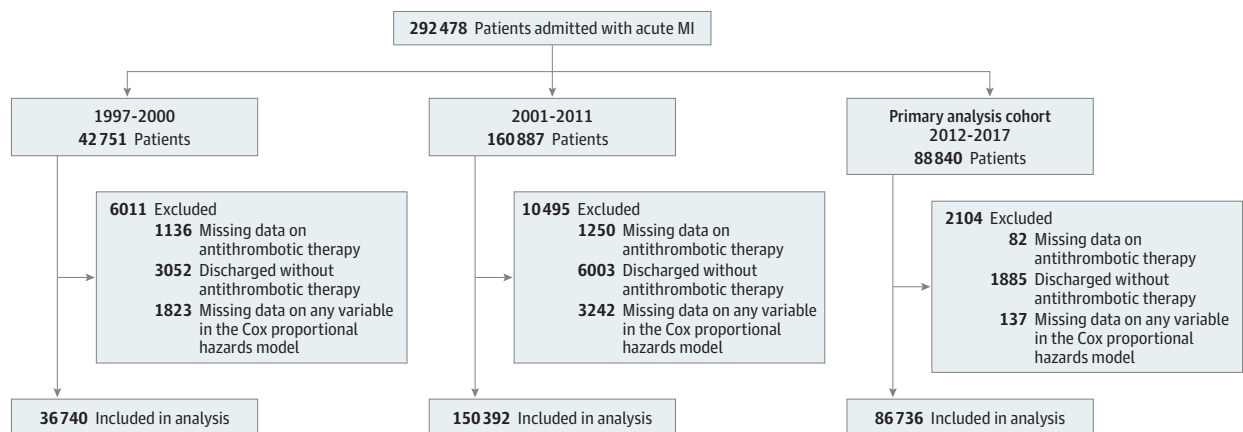 292 478 Patients admitted with acute MI
1997-2000
42 751 Patients
2001-2011
160 887 Patients
Primary analysis cohort
2012-2017
88 840 Patients
6011 Excluded
1136 Missing data on
antithrombotic therapy
3052 Discharged without
antithrombotic therapy
1823 Missing data on any variable
in the Cox proportional
hazards model
10 495 Excluded
1250 Missing data on
antithrombotic therapy
6003 Discharged without
antithrombotic therapy
3242 Missing data on any variable
in the Cox proportional
hazards model
2104 Excluded
82 Missing data on
antithrombotic therapy
1885 Discharged without
antithrombotic therapy
137 Missing data on any variable
in the Cox proportional
hazards model
36 740 Included in analysis
150 392 Included in analysis
86 736 Included in analysis